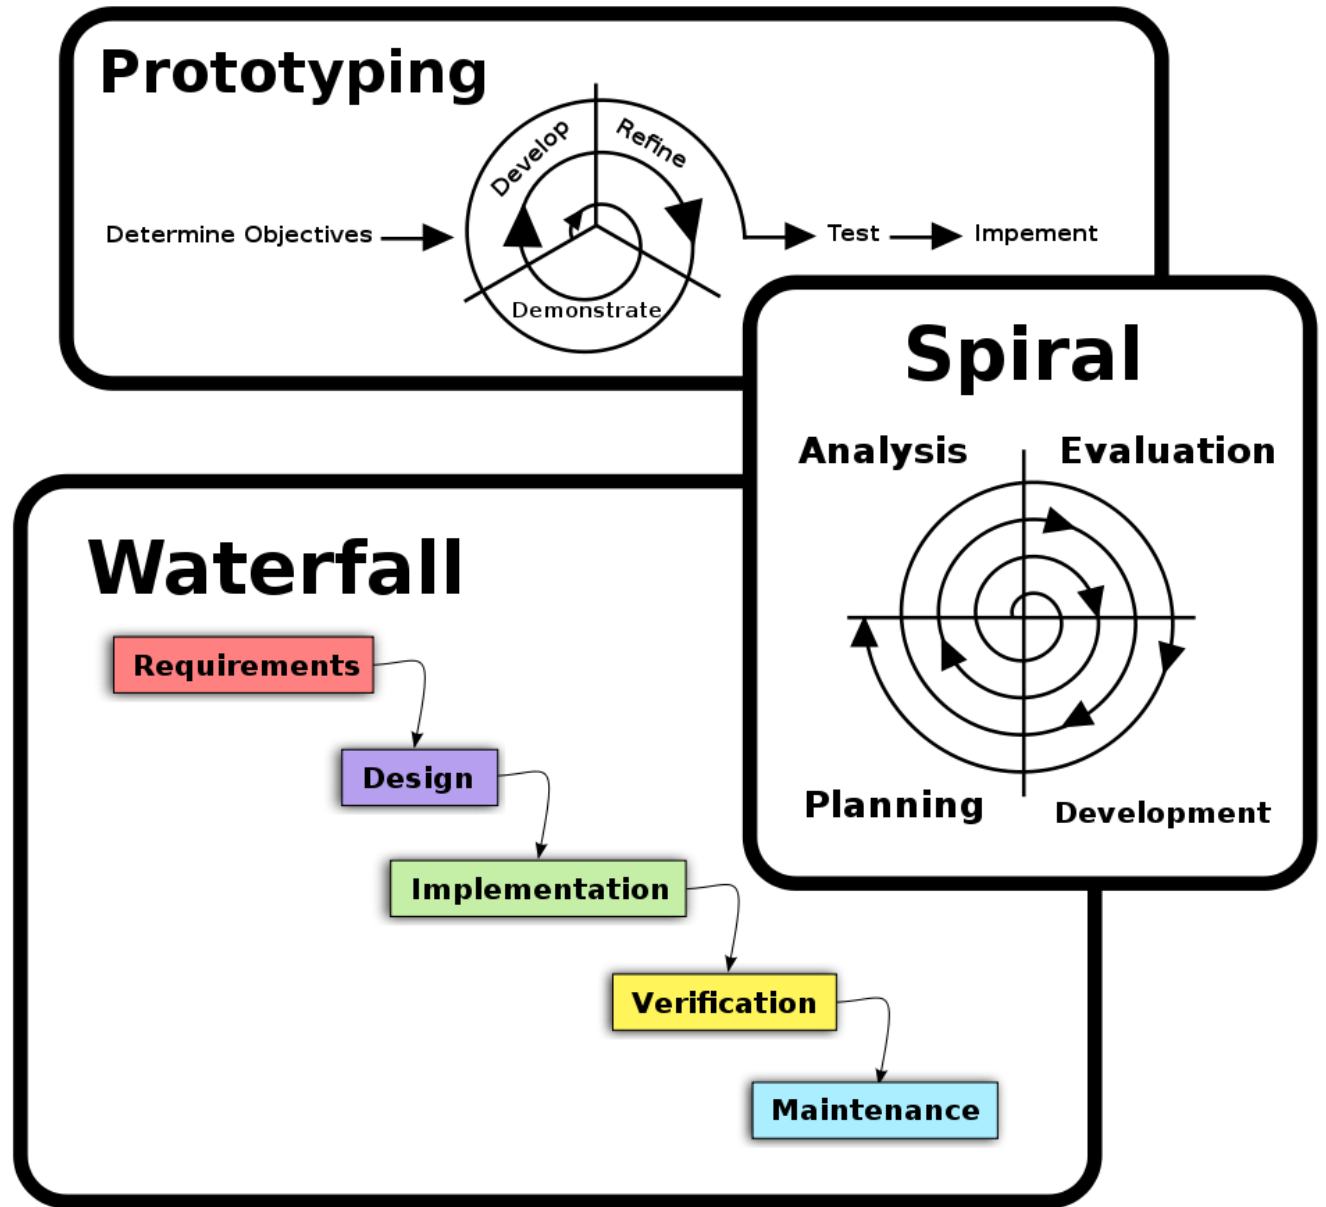 Prototyping
Develop
Refine
Determine Objectives
Test
Impement
Demonstrate
Spiral
Analysis
Evaluation
Planning
Development
Waterfall
Requirements
Design
Implementation
Verification
Maintenance